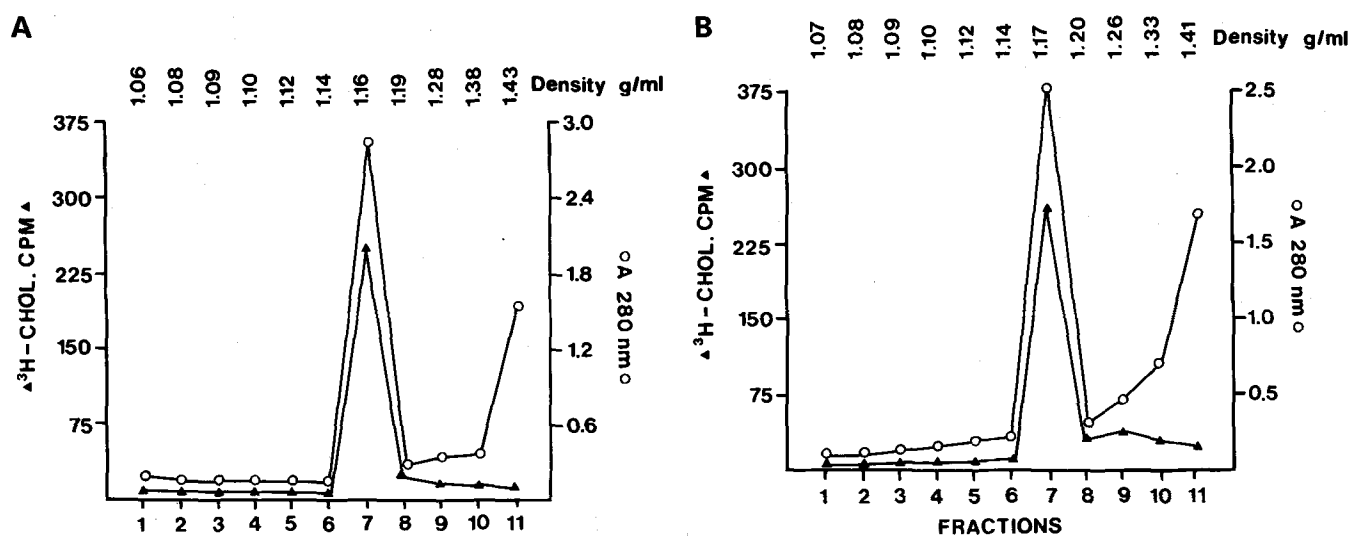 A
1.06 1.08 1.09 1.10 1.12 1.14 1.16 1.19 1.28 1.38 1.43 Density g/ml
375
300
225
150
75
▲³H-CHOL. CPM▲
3.0
2.4
1.8
1.2
0.6
○A 280 nm○
1 2 3 4 5 6 7 8 9 10 11
B
1.07 1.08 1.09 1.10 1.12 1.14 1.17 1.20 1.26 1.33 1.41 Density g/ml
375
300
225
150
75
▲³H-CHOL. CPM▲
2.5
2.0
1.5
1.0
0.5
○A 280 nm○
1 2 3 4 5 6 7 8 9 10 11
FRACTIONS